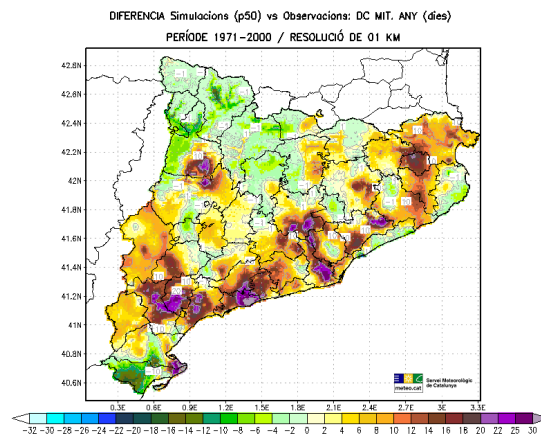 DIFERENCIA Simulacions (p50) vs Observacions: DC MIT. ANY (dies)
PERÍODE 1971-2000 / RESOLUCIÓ DE 01 KM
42.8N
42.6N
42.4N
42.2N
42N
41.8N
41.6N
41.4N
41.2N
41N
40.8N
40.6N
meteo.cat
Servei Meteorològic
de Catalunya
0.3E 0.6E 0.9E 1.2E 1.5E 1.8E 2.1E 2.4E 2.7E 3E 3.3E
-32 -30 -28 -26 -24 -22 -20 -18 -16 -14 -12 -10 -8 -6 -4 -2 0 2 4 6 8 10 12 14 16 18 20 22 25 30